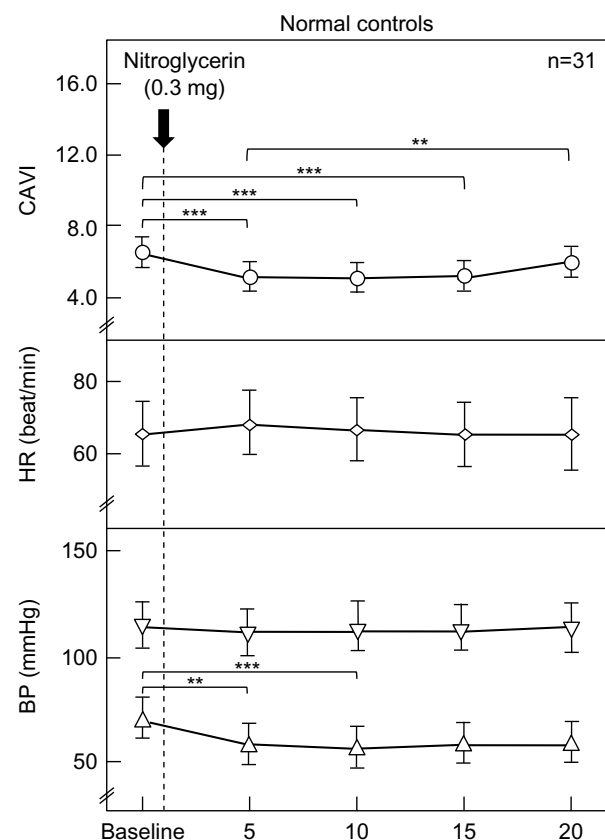 Normal controls
Nitroglycerin
(0.3 mg)
n=31
CAVI
16.0
12.0
8.0
4.0
**
***
***
***
HR (beat/min)
80
60
BP (mmHg)
150
100
50
***
**
Baseline 5 10 15 20